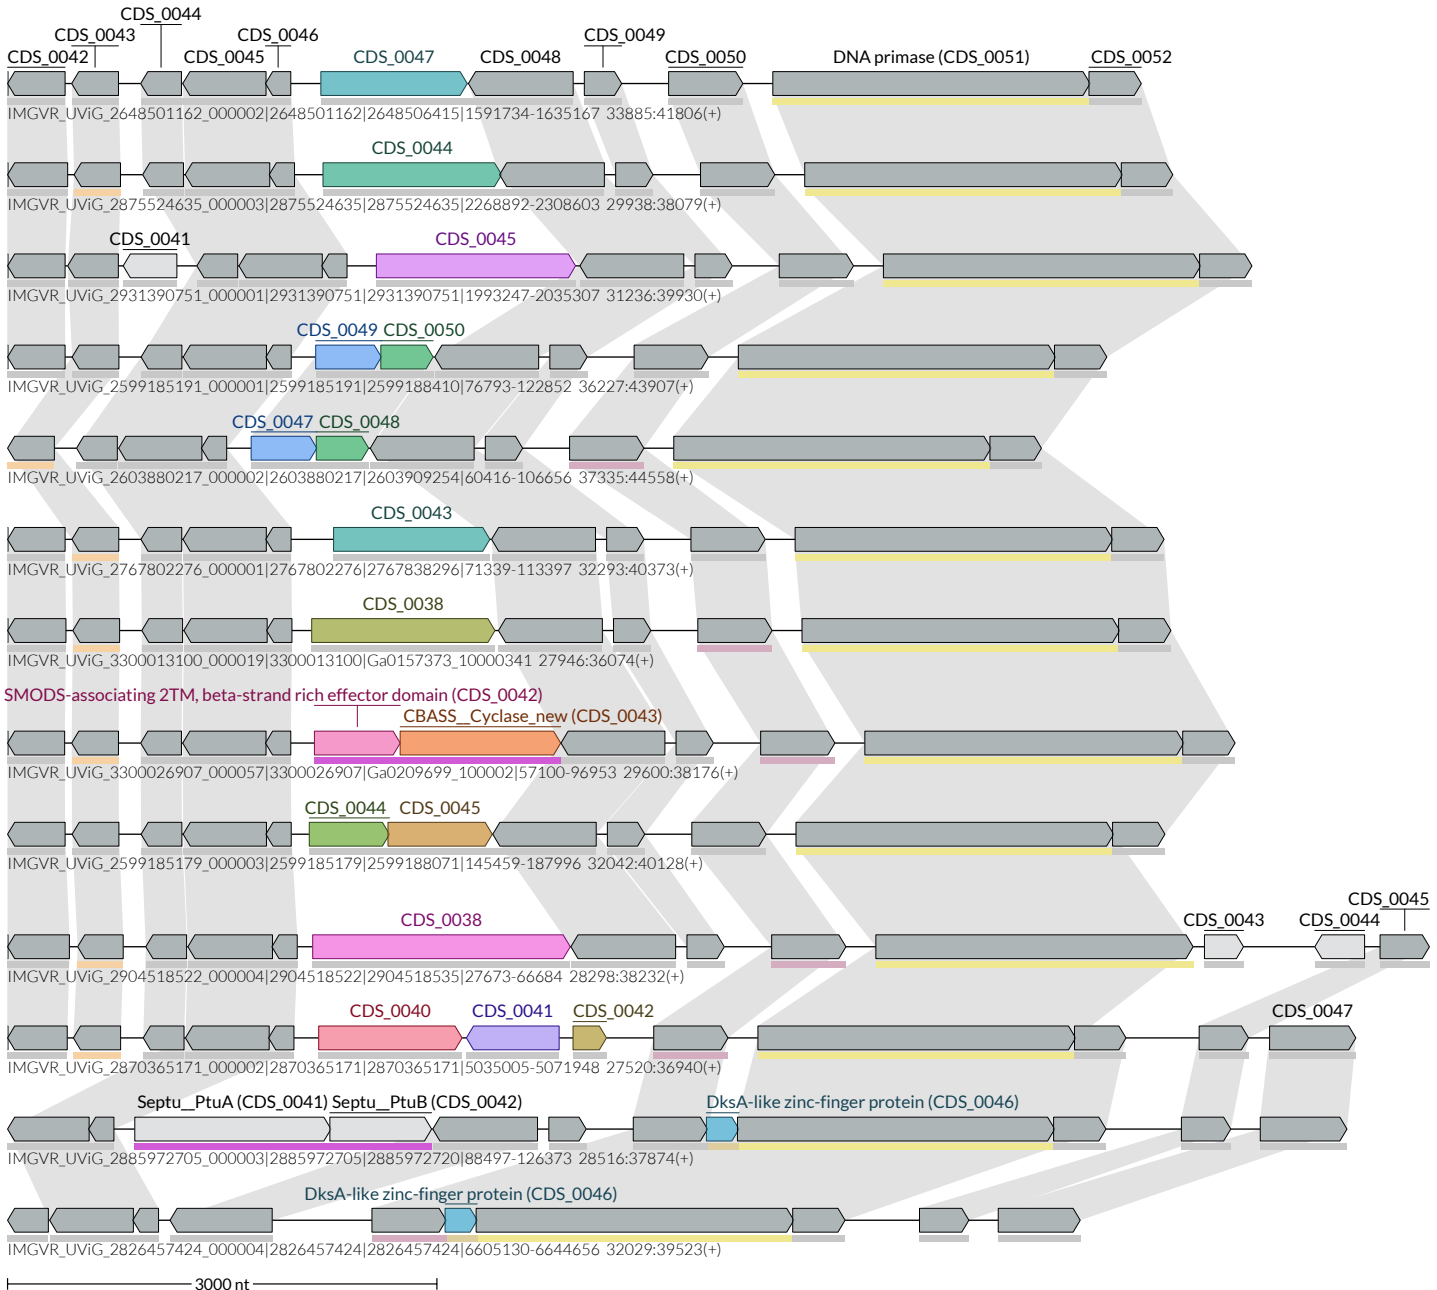 CDS_0044
CDS_0043 CDS_0046 CDS_0049
CDS_0042 CDS_0045 CDS_0047 CDS_0048 CDS_0050 DNA primase (CDS_0051) CDS_0052
IMGVR_UViG_2648501162_000002|2648501162|2648506415|1591734-1635167 33885:41806(+)
CDS_0044
IMGVR_UViG_2875524635_000003|2875524635|2875524635|2268892-2308603 29938:38079(+)
CDS_0041 CDS_0045
IMGVR_UViG_2931390751_000001|2931390751|2931390751|1993247-2035307 31236:39930(+)
CDS_0049 CDS_0050
IMGVR_UViG_2599185191_000001|2599185191|2599188410|76793-122852 36227:43907(+)
CDS_0047 CDS_0048
IMGVR_UViG_2603880217_000002|2603880217|2603909254|60416-106656 37335:44558(+)
CDS_0043
IMGVR_UViG_2767802276_000001|2767802276|2767838296|71339-113397 32293:40373(+)
CDS_0038
IMGVR_UViG_3300013100_000019|3300013100|Ga0157373_10000341 27946:36074(+)
SMODS-associating 2TM, beta-strand rich effector domain (CDS_0042)
CBASS__Cyclase_new (CDS_0043)
IMGVR_UViG_3300026907_000057|3300026907|Ga0209699_100002|57100-96953 29600:38176(+)
CDS_0044 CDS_0045
IMGVR_UViG_2599185179_000003|2599185179|2599188071|145459-187996 32042:40128(+)
CDS_0045
CDS_0038 CDS_0043 CDS_0044
IMGVR_UViG_2904518522_000004|2904518522|2904518535|27673-66684 28298:38232(+)
CDS_0040 CDS_0041 CDS_0042 CDS_0047
IMGVR_UViG_2870365171_000002|2870365171|2870365171|5035005-5071948 27520:36940(+)
Septu__PtuA (CDS_0041) Septu__PtuB (CDS_0042) DksA-like zinc-finger protein (CDS_0046)
IMGVR_UViG_2885972705_000003|2885972705|2885972720|88497-126373 28516:37874(+)
DksA-like zinc-finger protein (CDS_0046)
IMGVR_UViG_2826457424_000004|2826457424|2826457424|6605130-6644656 32029:39523(+)
3000 nt